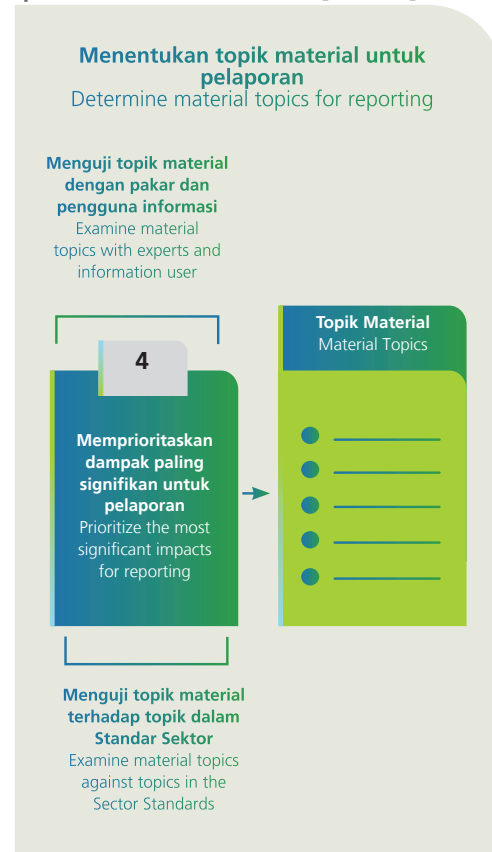 Menentukan topik material untuk
pelaporan
Determine material topics for reporting
Menguji topik material
dengan pakar dan
pengguna informasi
Examine material
topics with experts and
information user
4
Memprioritaskan
dampak paling
signifikan untuk
pelaporan
Prioritize the most
significant impacts
for reporting
Topik Material
Material Topics
Menguji topik material
terhadap topik dalam
Standar Sektor
Examine material topics
against topics in the
Sector Standards